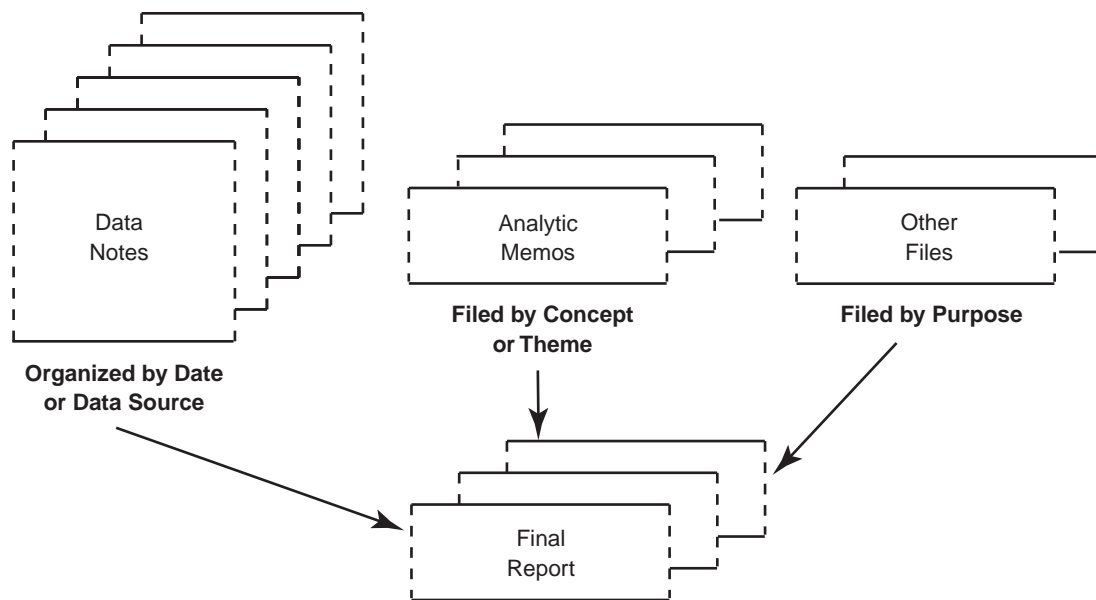 Data
Notes
Organized by Date
or Data Source
Analytic
Memos
Filed by Concept
or Theme
Other
Files
Filed by Purpose
Final
Report